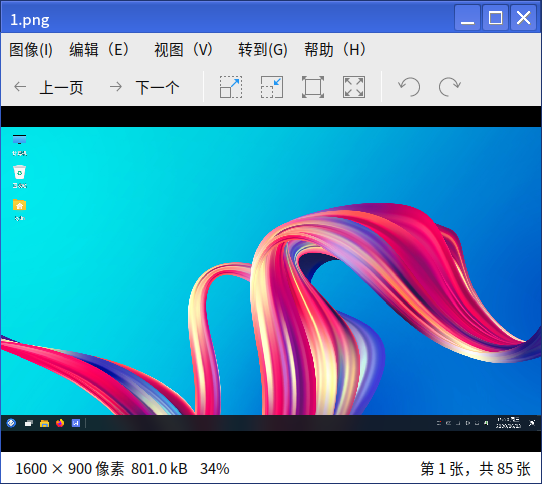 1.png
图像(I) 编辑（E） 视图（V） 转到(G) 帮助（H）
上一页 下一个
1600 × 900 像素 801.0 kB 34%
第 1 张，共 85 张